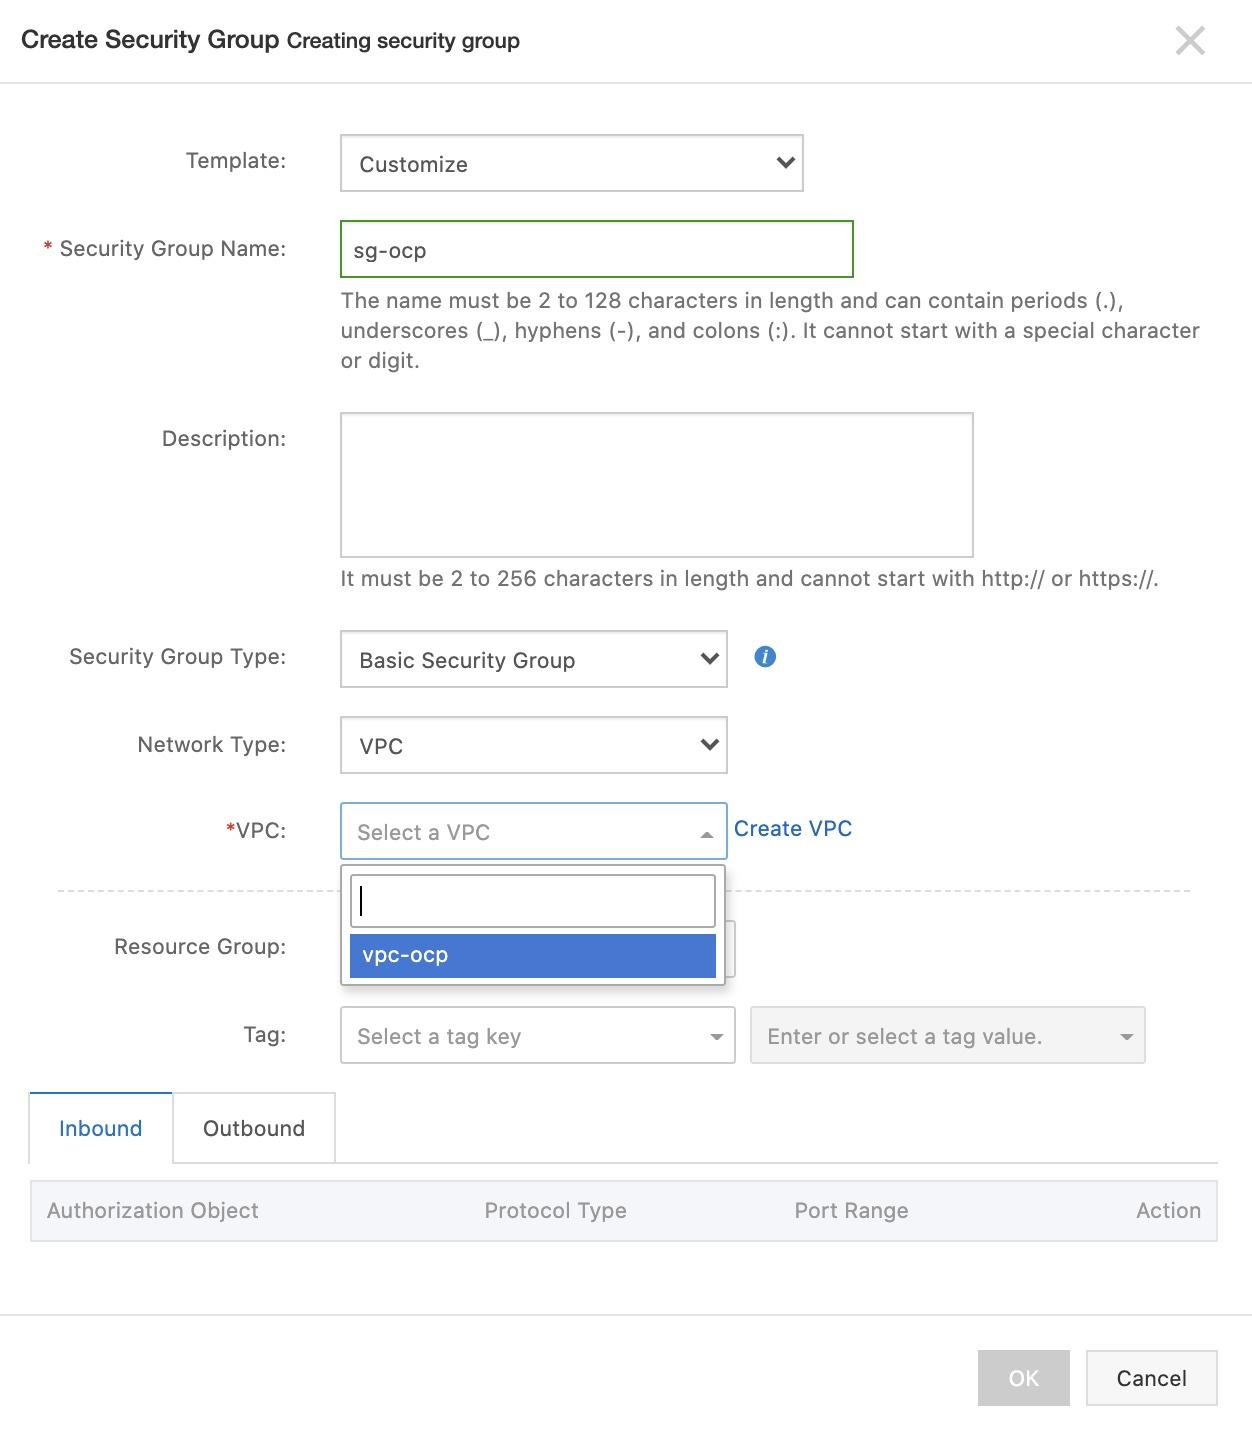 Create Security Group Creating security group
Template:
Customize
* Security Group Name:
sg-ocp
The name must be 2 to 128 characters in length and can contain periods (.),
underscores (_), hyphens (-), and colons (:). It cannot start with a special character
or digit.
Description:
It must be 2 to 256 characters in length and cannot start with http:// or https://.
Security Group Type:
Basic Security Group
i
Network Type:
VPC
*VPC:
Select a VPC
Create VPC
vpc-ocp
Resource Group:
Tag:
Select a tag key
Enter or select a tag value.
Inbound
Outbound
Authorization Object
Protocol Type
Port Range
Action
OK
Cancel